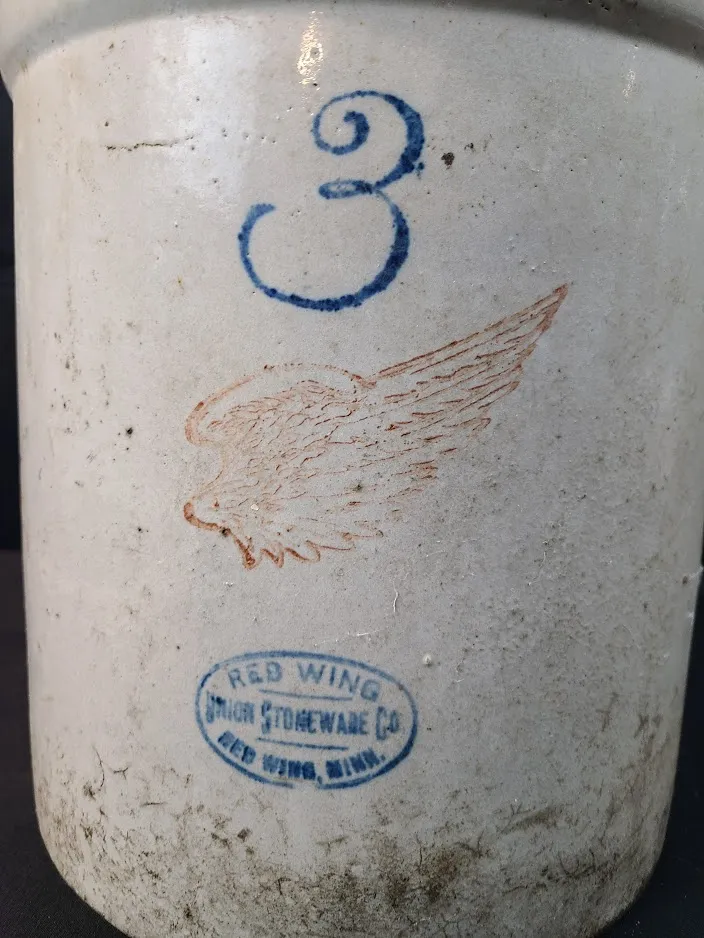 3
RED WING
UNION STONEWARE CO.
RED WING, MINN.